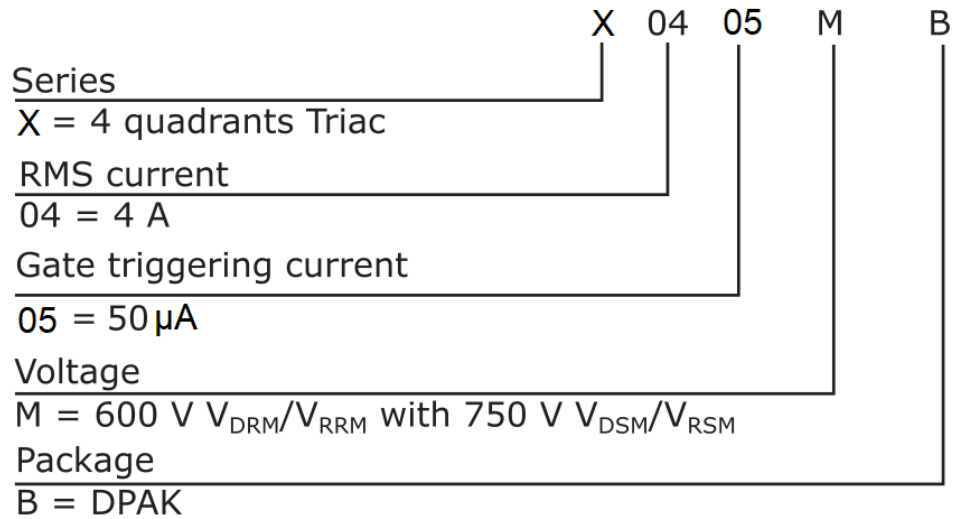 X 04 05 M B
Series
X = 4 quadrants Triac
RMS current
04 = 4 A
Gate triggering current
05 = 50 µA
Voltage
M = 600 V VDRM/VRRM with 750 V VDSM/VRSM
Package
B = DPAK